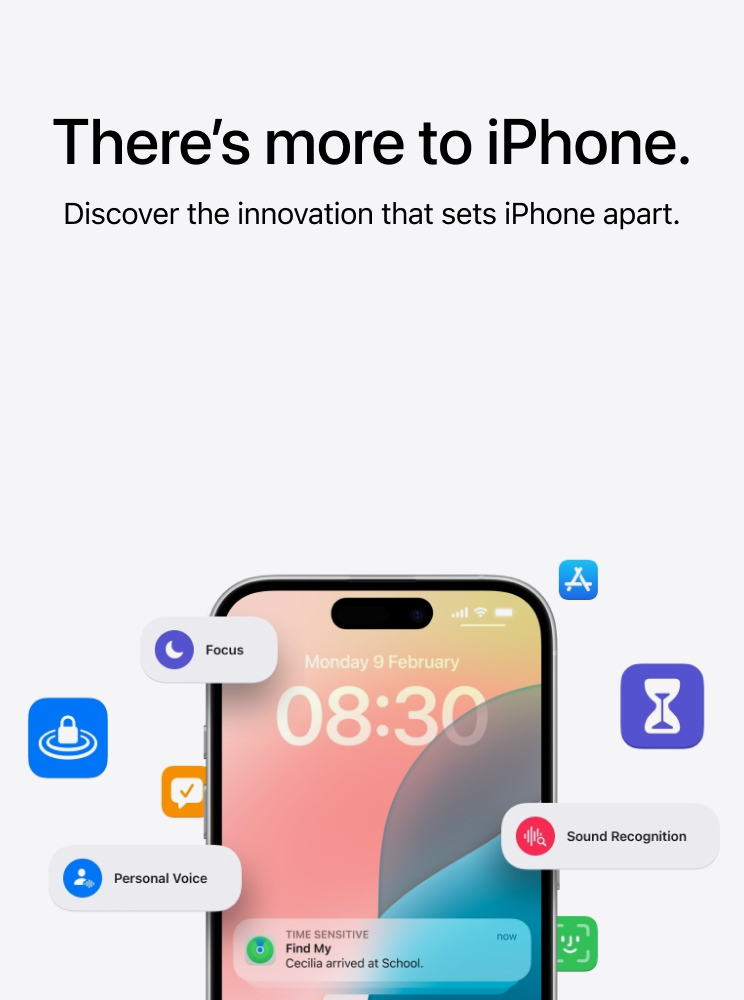 There’s more to iPhone.
Discover the innovation that sets iPhone apart.
Focus
Monday 9 February
08:30
Sound Recognition
Personal Voice
TIME SENSITIVE
now
Find My
Cecilia arrived at School.